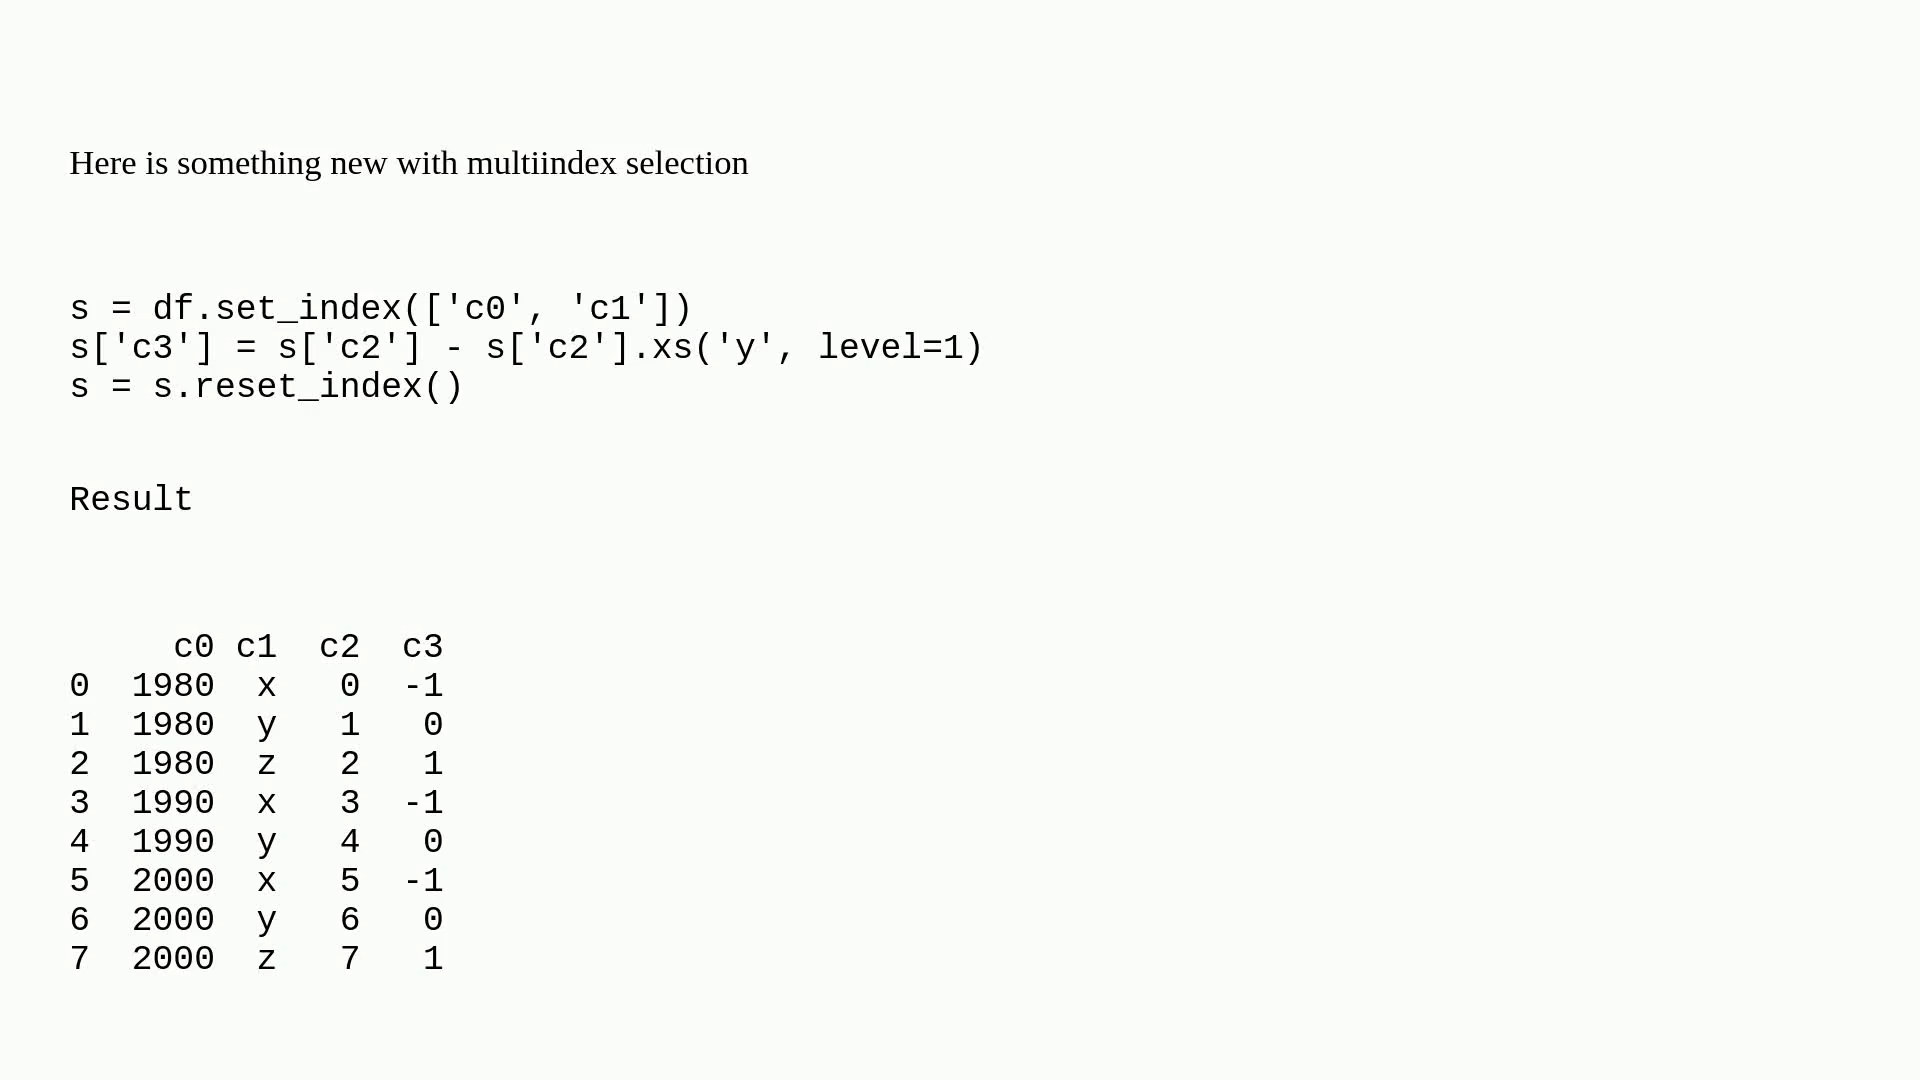 Here is something new with multiindex selection
s = df.set_index(['c0', 'c1'])
s['c3'] = s['c2'] - s['c2'].xs('y', level=1)
s = s.reset_index()
Result
     c0 c1  c2  c3
0  1980  x   0  -1
1  1980  y   1   0
2  1980  z   2   1
3  1990  x   3  -1
4  1990  y   4   0
5  2000  x   5  -1
6  2000  y   6   0
7  2000  z   7   1